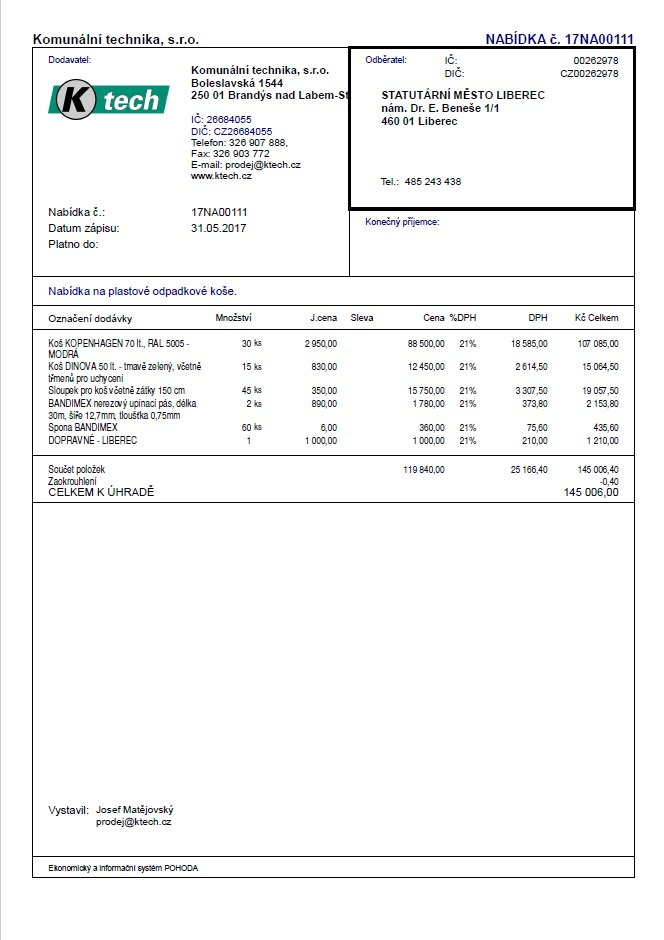 Komunální technika, s.r.o. NABÍDKA č. 17NA00111
Dodavatel:
K tech
Komunální technika, s.r.o.
Boleslavská 1544
250 01 Brandýs nad Labem-St
IČ: 26684055
DIČ: CZ26684055
Telefon: 326 907 888,
Fax: 326 903 772
E-mail: prodej@ktech.cz
www.ktech.cz
Odběratel: IČ: 00262978
DIČ: CZ00262978
STATUTÁRNÍ MĚSTO LIBEREC
nám. Dr. E. Beneše 1/1
460 01 Liberec
Tel.: 485 243 438
Nabídka č.: 17NA00111
Datum zápisu: 31.05.2017
Platno do:
Konečný příjemce:
Nabídka na plastové odpadkové koše.
Označení dodávky Množství J.cena Sleva Cena %DPH DPH Kč Celkem
Koš KOPENHAGEN 70 lt., RAL 5005 - 30 ks 2 950,00 88 500,00 21% 18 585,00 107 085,00
MODRÁ
Koš DINOVA 50 lt. - tmavě zelený, včetně 15 ks 830,00 12 450,00 21% 2 614,50 15 064,50
třmenů pro uchycení
Sloupek pro koš včetně zátky 150 cm 45 ks 350,00 15 750,00 21% 3 307,50 19 057,50
BANDIMEX nerezový upínací pás, délka 2 ks 890,00 1 780,00 21% 373,80 2 153,80
30m, šíře 12,7mm, tloušťka 0,75mm
Spona BANDIMEX 60 ks 6,00 360,00 21% 75,60 435,60
DOPRAVNÉ - LIBEREC 1 1 000,00 1 000,00 21% 210,00 1 210,00
Součet položek 119 840,00 25 166,40 145 006,40
Zaokrouhlení -0,40
CELKEM K ÚHRADĚ 145 006,00
Vystavil: Josef Matějovský
prodej@ktech.cz
Ekonomický a informační systém POHODA